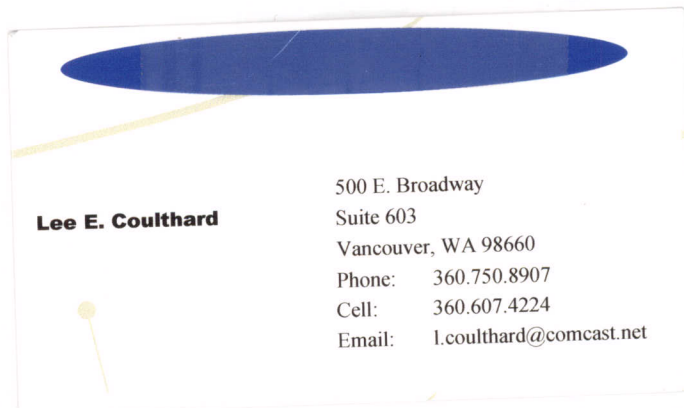 Lee E. Coulthard
500 E. Broadway
Suite 603
Vancouver, WA 98660
Phone: 360.750.8907
Cell: 360.607.4224
Email: l.coulthard@comcast.net